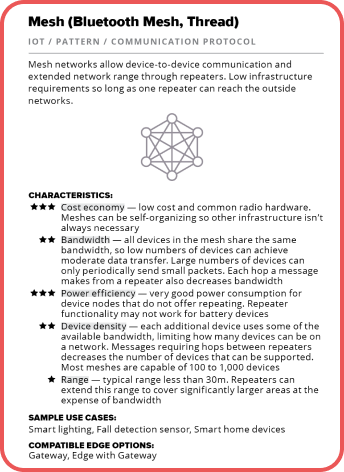 Mesh (Bluetooth Mesh, Thread)
IOT / PATTERN / COMMUNICATION PROTOCOL
Mesh networks allow device-to-device communication and
extended network range through repeaters. Low infrastructure
requirements so long as one repeater can reach the outside
networks.
CHARACTERISTICS:
★★★ Cost economy — low cost and common radio hardware.
Meshes can be self-organizing so other infrastructure isn't
always necessary
★★ Bandwidth — all devices in the mesh share the same
bandwidth, so low numbers of devices can achieve
moderate data transfer. Large numbers of devices can
only periodically send small packets. Each hop a message
makes from a repeater also decreases bandwidth
★★★ Power efficiency — very good power consumption for
device nodes that do not offer repeating. Repeater
functionality may not work for battery devices
★★ Device density — each additional device uses some of the
available bandwidth, limiting how many devices can be on
a network. Messages requiring hops between repeaters
decreases the number of devices that can be supported.
Most meshes are capable of 100 to 1,000 devices
★ Range — typical range less than 30m. Repeaters can
extend this range to cover significantly larger areas at the
expense of bandwidth
SAMPLE USE CASES:
Smart lighting, Fall detection sensor, Smart home devices
COMPATIBLE EDGE OPTIONS:
Gateway, Edge with Gateway